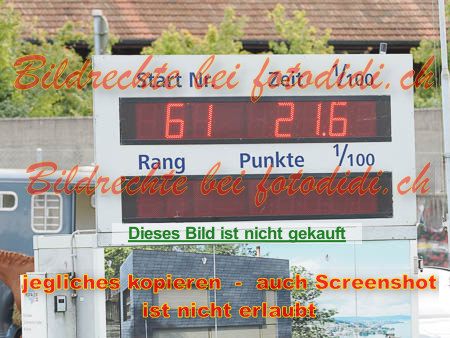 Bildrechte bei fotodidi.ch
Start Nr. Zeit 1/100
61 21.6
Rang Punkte 1/100
Bildrechte bei fotodidi.ch
Dieses Bild ist nicht gekauft
jegliches kopieren - auch Screenshot
ist nicht erlaubt